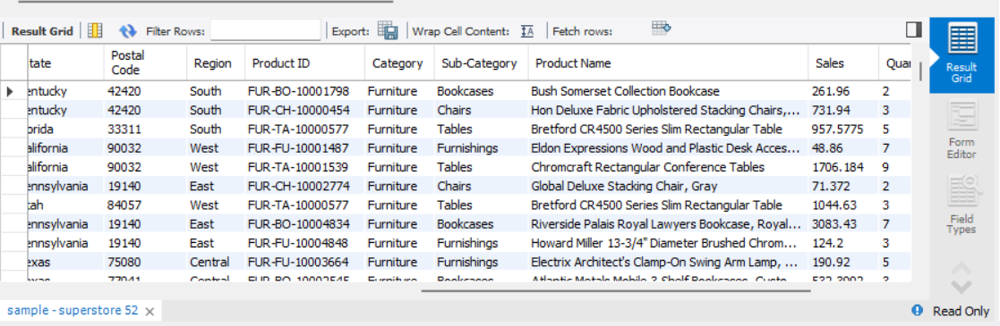 Result Grid Filter Rows: Export: Wrap Cell Content: Fetch rows:
tate Postal Code Region Product ID Category Sub-Category Product Name Sales Quar
entucky 42420 South FUR-BO-10001798 Furniture Bookcases Bush Somerset Collection Bookcase 261.96 2
entucky 42420 South FUR-CH-10000454 Furniture Chairs Hon Deluxe Fabric Upholstered Stacking Chairs,... 731.94 3
orida 33311 South FUR-TA-10000577 Furniture Tables Bretford CR4500 Series Slim Rectangular Table 957.5775 5
alifornia 90032 West FUR-FU-10001487 Furniture Furnishings Eldon Expressions Wood and Plastic Desk Acces... 48.86 7
alifornia 90032 West FUR-TA-10001539 Furniture Tables Chromcraft Rectangular Conference Tables 1706.184 9
ennsylvania 19140 East FUR-CH-10002774 Furniture Chairs Global Deluxe Stacking Chair, Gray 71.372 2
tah 84057 West FUR-TA-10000577 Furniture Tables Bretford CR4500 Series Slim Rectangular Table 1044.63 3
ennsylvania 19140 East FUR-BO-10004834 Furniture Bookcases Riverside Palais Royal Lawyers Bookcase, Royal... 3083.43 7
ennsylvania 19140 East FUR-FU-10004848 Furniture Furnishings Howard Miller 13-3/4" Diameter Brushed Chrom... 124.2 3
exas 75080 Central FUR-FU-10003664 Furniture Furnishings Electrix Architect's Clamp-On Swing Arm Lamp, ... 190.92 5
exas 77041 Central FUR-BO-10002545 Furniture Bookcases Atlantic Metals Mobile 3-Shelf Bookcases, Custo... 532.3992 3
Result Grid
Form Editor
Field Types
sample - superstore 52
Read Only